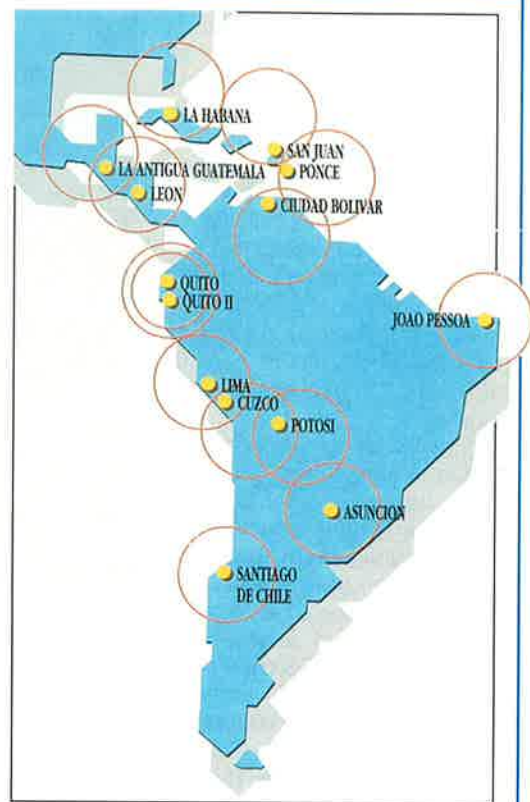 LA HABANA
SAN JUAN
LA ANTIGUA GUATEMALA
PONCE
LEON
CIUDAD BOLIVAR
QUITO
QUITO II
JOAO PESSOA
LIMA
CUZCO
POTOSI
ASUNCION
SANTIAGO
DE CHILE